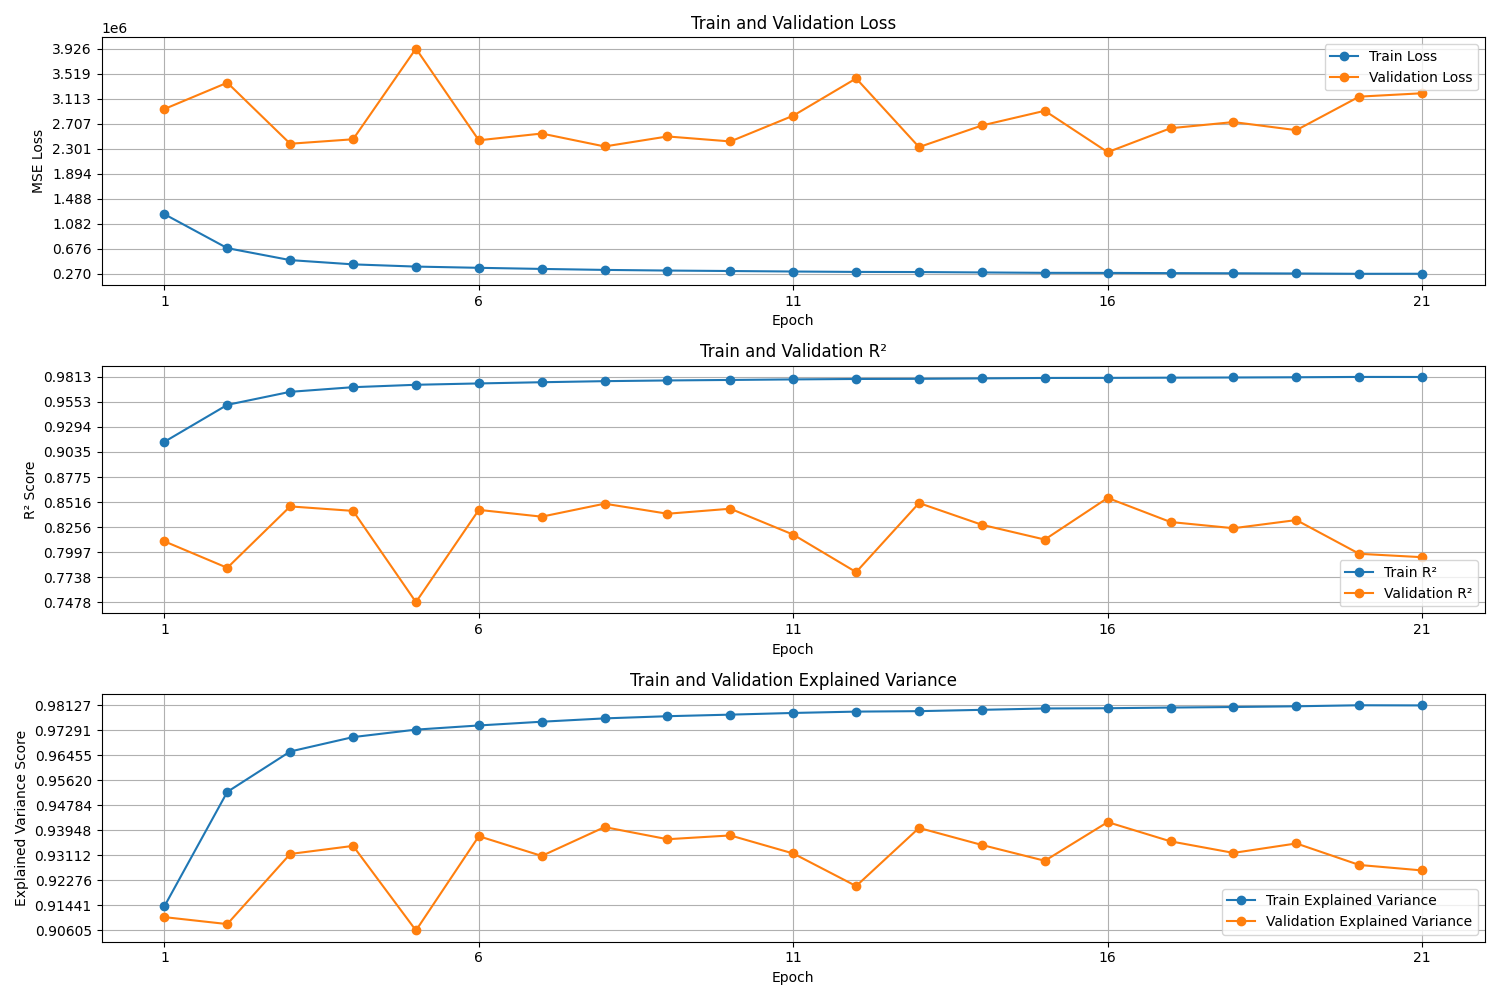 Train and Validation Loss
1e6
3.926
3.519
3.113
2.707
2.301
1.894
1.488
1.082
0.676
0.270
MSE Loss
Train Loss
Validation Loss
1 6 11 16 21
Epoch
Train and Validation R²
0.9813
0.9553
0.9294
0.9035
0.8775
0.8516
0.8256
0.7997
0.7738
0.7478
R² Score
Train R²
Validation R²
1 6 11 16 21
Epoch
Train and Validation Explained Variance
0.98127
0.97291
0.96455
0.95620
0.94784
0.93948
0.93112
0.92276
0.91441
0.90605
Explained Variance Score
Train Explained Variance
Validation Explained Variance
1 6 11 16 21
Epoch